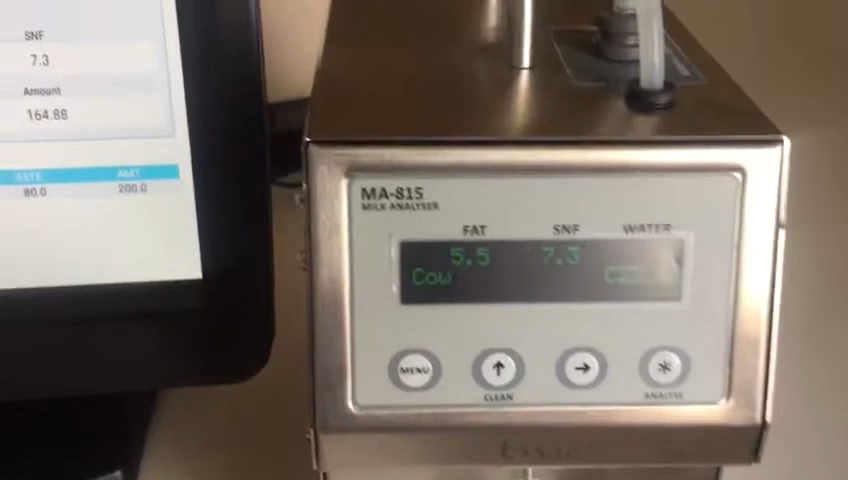 SNF
7.3
Amount
164.88
RATE AMT
80.0 200.0
MA-815
MILK ANALYSER
FAT SNF WATER
5.5 7.3
Cow
MENU
CLEAN
ANALYSE
Essae